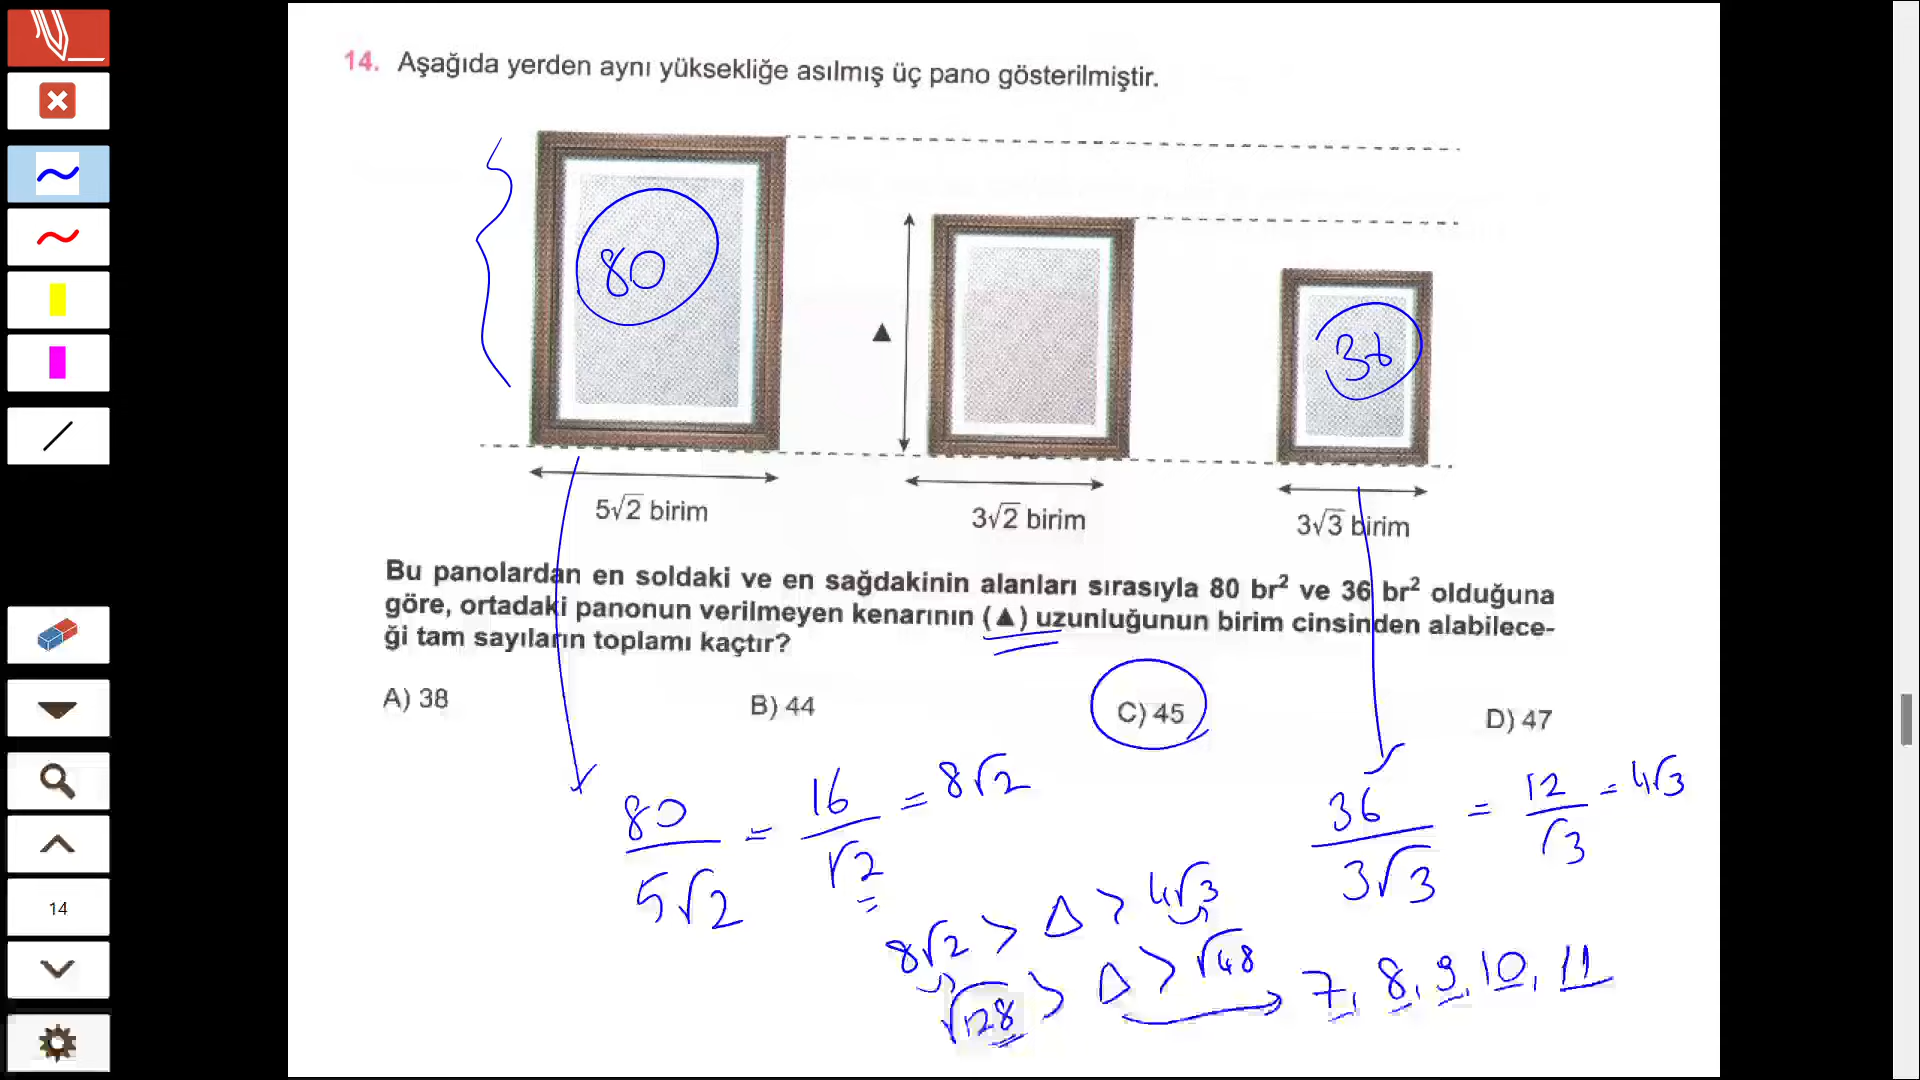 14. Aşağıda yerden aynı yüksekliğe asılmış üç pano gösterilmiştir.
80
▲
36
5√2 birim
3√2 birim
3√3 birim
Bu panolardan en soldaki ve en sağdakinin alanları sırasıyla 80 br² ve 36 br² olduğuna
göre, ortadaki panonun verilmeyen kenarının (▲) uzunluğunun birim cinsinden alabilece-
ği tam sayıların toplamı kaçtır?
A) 38
B) 44
C) 45
D) 47
80/5√2 = 16/√2 = 8√2
36/3√3 = 12/√3 = 4√3
8√2 > △ > 4√3
√128 > △ > √48
7, 8, 9, 10, 11
14